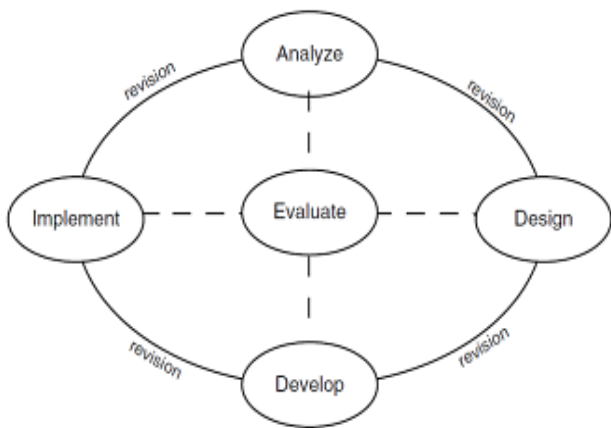 Analyze
revision
revision
Implement
Evaluate
Design
revision
revision
Develop